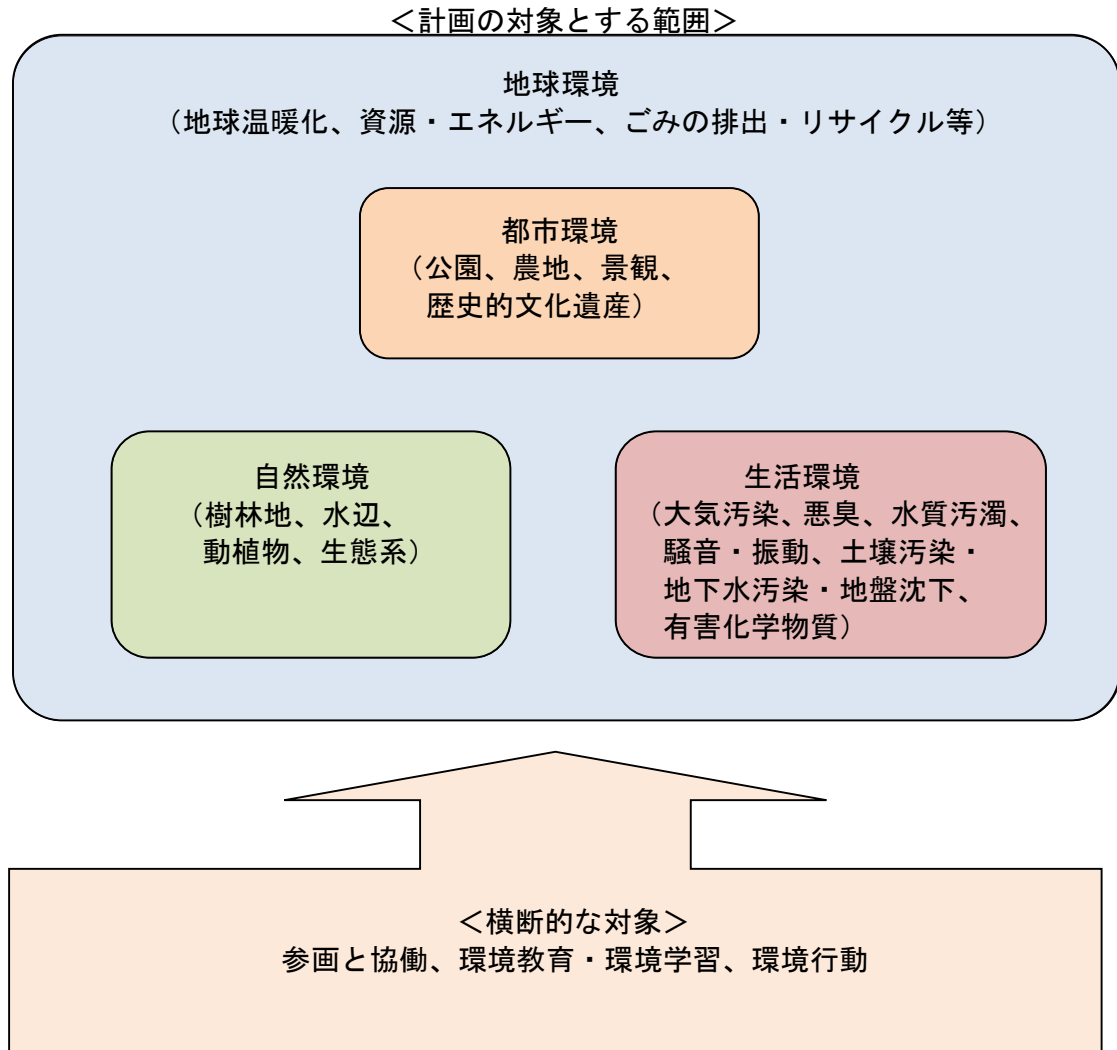 ＜計画の対象とする範囲＞
地球環境
（地球温暖化、資源・エネルギー、ごみの排出・リサイクル等）
都市環境
（公園、農地、景観、
歴史的文化遺産）
自然環境
（樹林地、水辺、
動植物、生態系）
生活環境
（大気汚染、悪臭、水質汚濁、
騒音・振動、土壌汚染・
地下水汚染・地盤沈下、
有害化学物質）
＜横断的な対象＞
参画と協働、環境教育・環境学習、環境行動